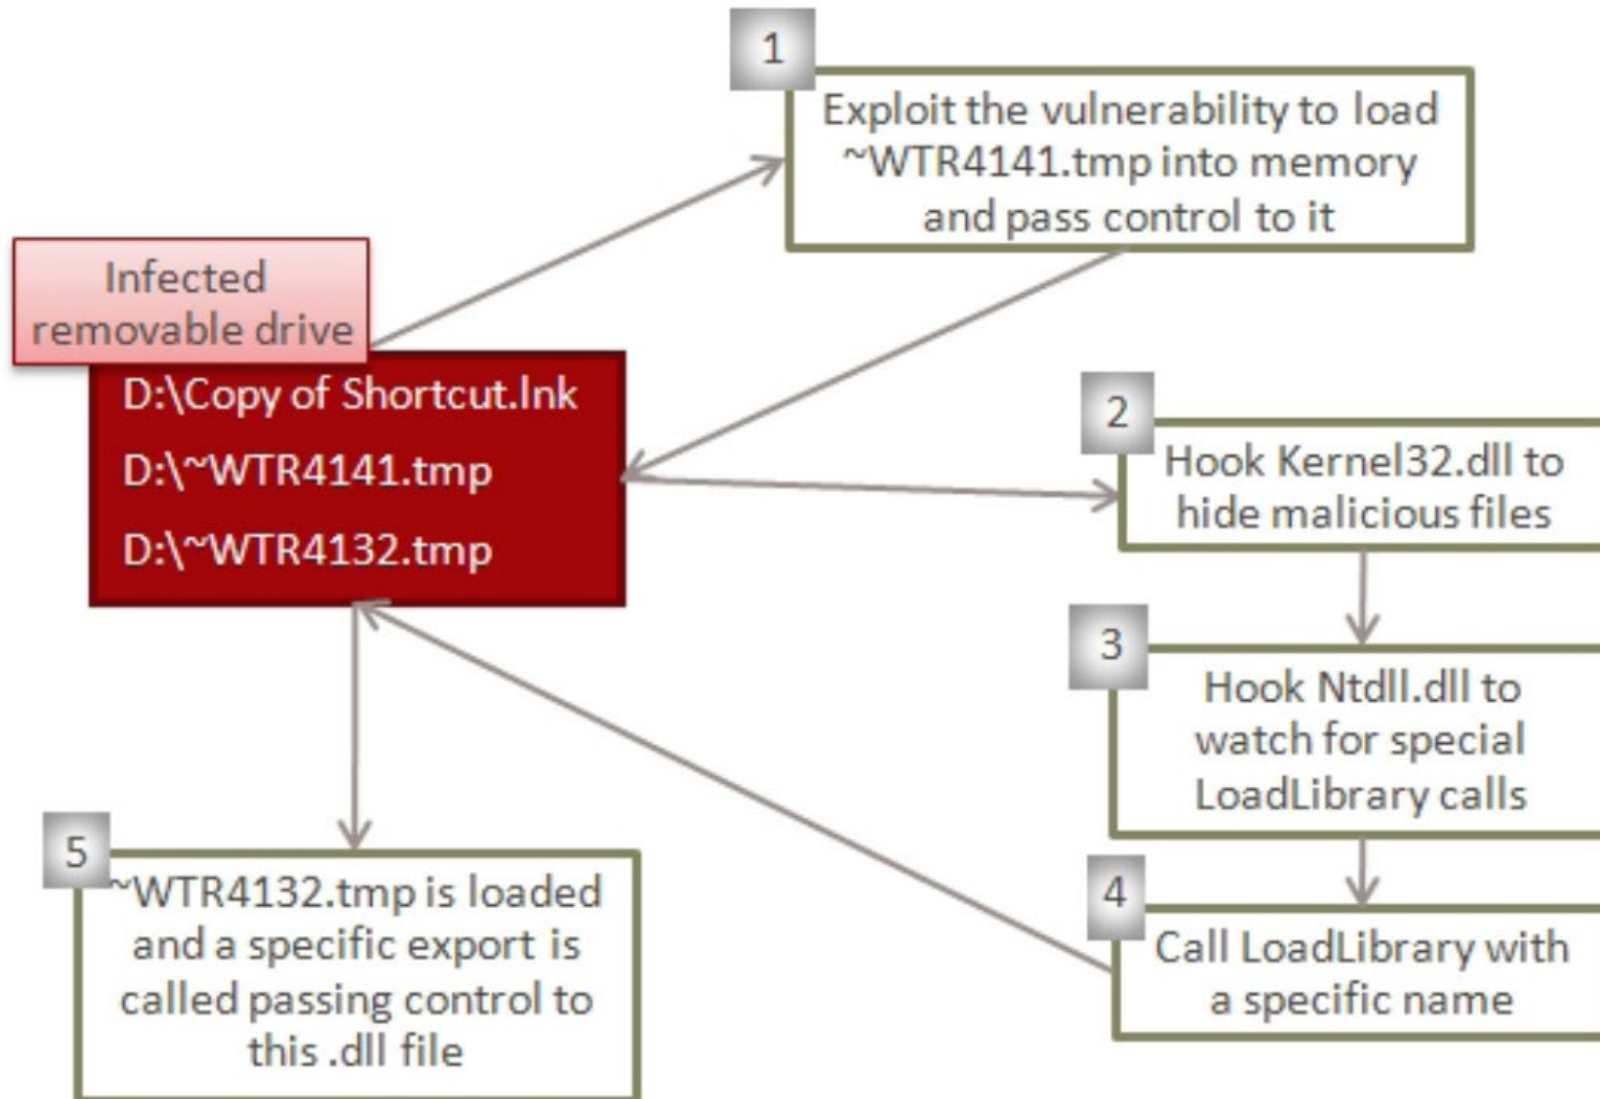 1
Exploit the vulnerability to load
~WTR4141.tmp into memory
and pass control to it
Infected
removable drive
D:\Copy of Shortcut.lnk
D:\~WTR4141.tmp
D:\~WTR4132.tmp
2
Hook Kernel32.dll to
hide malicious files
3
Hook Ntdll.dll to
watch for special
LoadLibrary calls
4
Call LoadLibrary with
a specific name
5
~WTR4132.tmp is loaded
and a specific export is
called passing control to
this .dll file